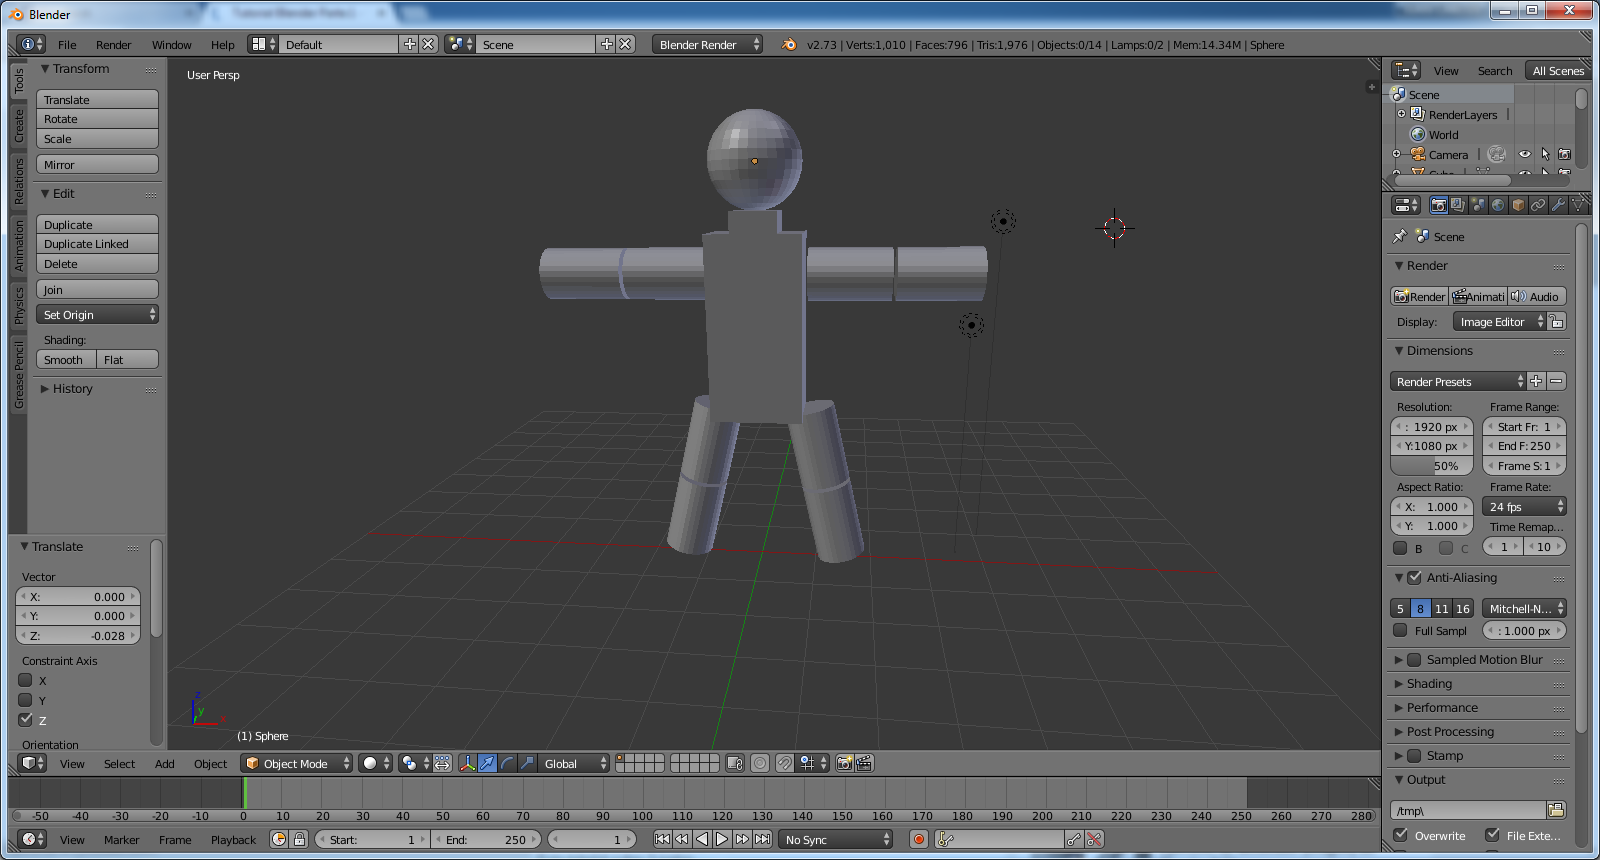 Blender
File Render Window Help Default Scene Blender Render v2.73 | Verts:1,010 | Faces:796 | Tris:1,976 | Objects:0/14 | Lamps:0/2 | Mem:14.34M | Sphere
Tools
Create
Relations
Animation
Physics
Grease Pencil
Transform
Translate
Rotate
Scale
Mirror
Edit
Duplicate
Duplicate Linked
Delete
Join
Set Origin
Shading:
Smooth Flat
History
Translate
Vector
X: 0.000
Y: 0.000
Z: -0.028
Constraint Axis
X
Y
Z
Orientation
User Persp
z
y
x
(1) Sphere
View Select Add Object Object Mode Global
-50 -40 -30 -20 -10 0 10 20 30 40 50 60 70 80 90 100 110 120 130 140 150 160 170 180 190 200 210 220 230 240 250 260 270 280
View Marker Frame Playback Start: 1 End: 250 1 No Sync
View Search All Scenes
Scene
RenderLayers |
World
Camera |
Scene
Render
Render Animati Audio
Display: Image Editor
Dimensions
Render Presets
Resolution: Frame Range:
: 1920 px Start Fr: 1
Y:1080 px End F:250
50% Frame S:1
Aspect Ratio: Frame Rate:
X: 1.000 24 fps
Y: 1.000 Time Remap...
B C 1 10
Anti-Aliasing
5 8 11 16 Mitchell-N...
Full Sampl : 1.000 px
Sampled Motion Blur
Shading
Performance
Post Processing
Stamp
Output
/tmp\
Overwrite File Exte...